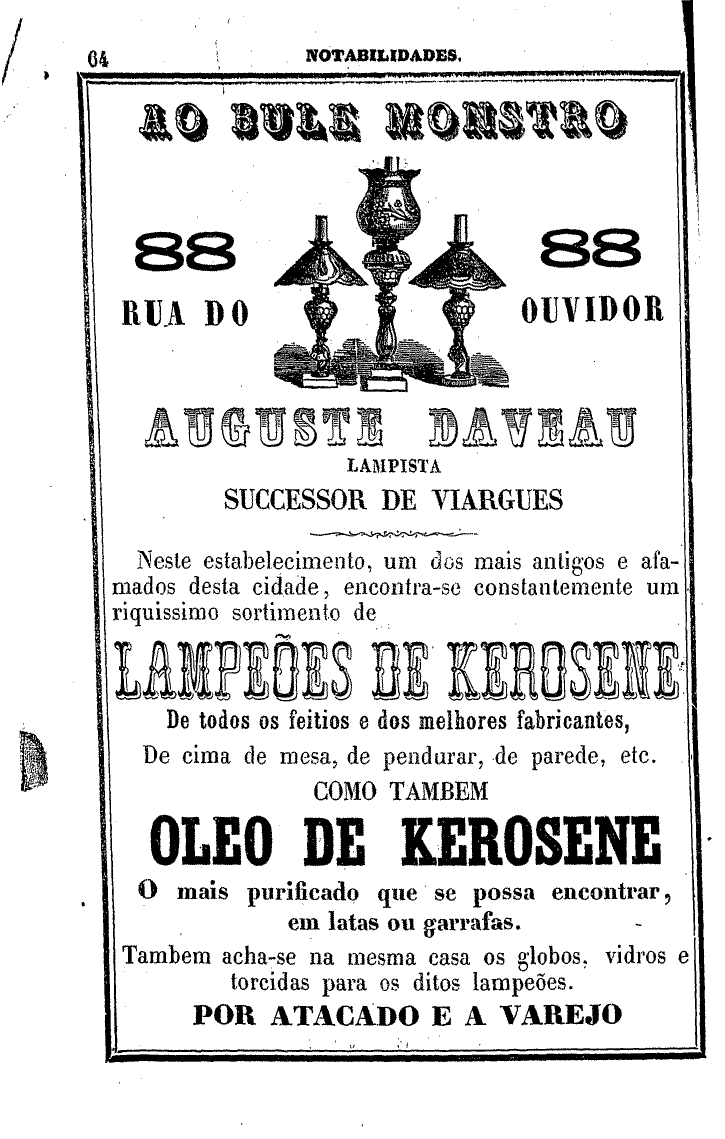 64
NOTABILIDADES.
AO BULE MONSTRO
88 88
RUA DO OUVIDOR
AUGUSTE DAVEAU
LAMPISTA
SUCCESSOR DE VIARGUES
Neste estabelecimento, um dos mais antigos e afa-
mados desta cidade, encontra-se constantemente um
riquissimo sortimento de
LAMPEÕES DE KEROSENE
De todos os feitios e dos melhores fabricantes,
De cima de mesa, de pendurar, de parede, etc.
COMO TAMBEM
OLEO DE KEROSENE
O mais purificado que se possa encontrar,
em latas ou garrafas.
Tambem acha-se na mesma casa os globos, vidros e
torcidas para os ditos lampeões.
POR ATACADO E A VAREJO